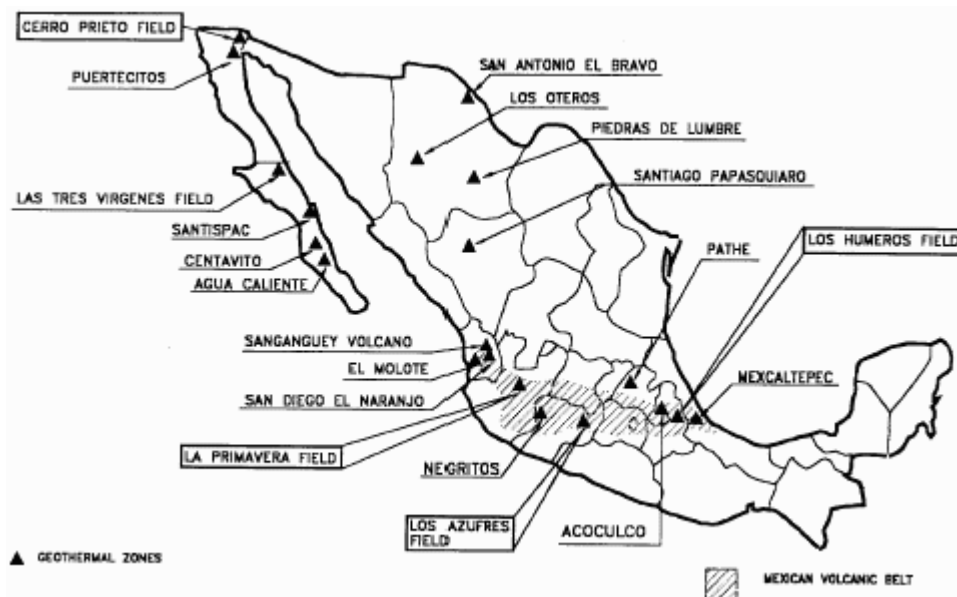 CERRO PRIETO FIELD
PUERTECITOS
SAN ANTONIO EL BRAVO
LOS OTEROS
PIEDRAS DE LUMBRE
SANTIAGO PAPASQUIARO
LAS TRES VIRGENES FIELD
SANTISPAC
CENTAVITO
AGUA CALIENTE
PATHE
LOS HUMEROS FIELD
SANGANGUEY VOLCANO
EL MOLOTE
SAN DIEGO EL NARANJO
MEXCALTEPEC
LA PRIMAVERA FIELD
NEGRITOS
LOS AZUFRES
FIELD
ACOCULCO
GEOTHERMAL ZONES
MEXICAN VOLCANIC BELT